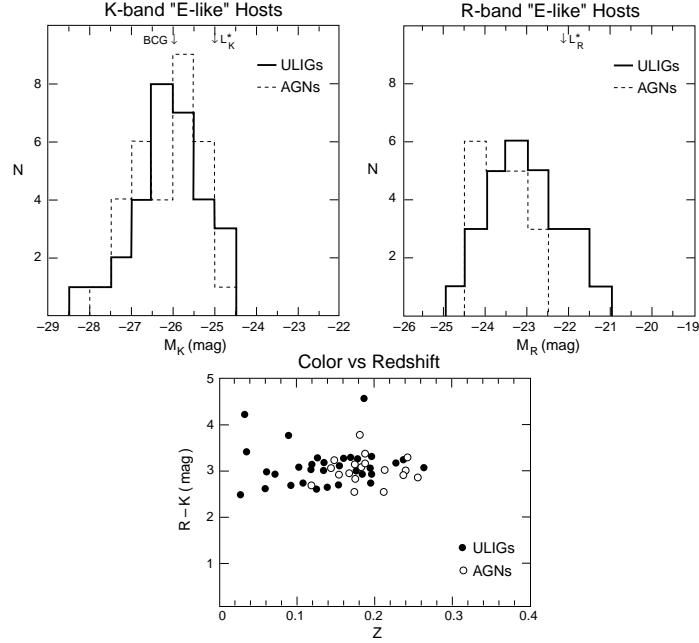 K-band "E-like" Hosts
BCG ↓ ↓ L*K
ULIGs
AGNs
N
8
6
4
2
−29 −28 −27 −26 −25 −24 −23 −22
MK (mag)
R-band "E-like" Hosts
↓ L*R
ULIGs
AGNs
N
8
6
4
2
−26 −25 −24 −23 −22 −21 −20 −19
MR (mag)
Color vs Redshift
5
4
3
2
1
R − K (mag)
ULIGs
AGNs
0 0.1 0.2 0.3 0.4
Z